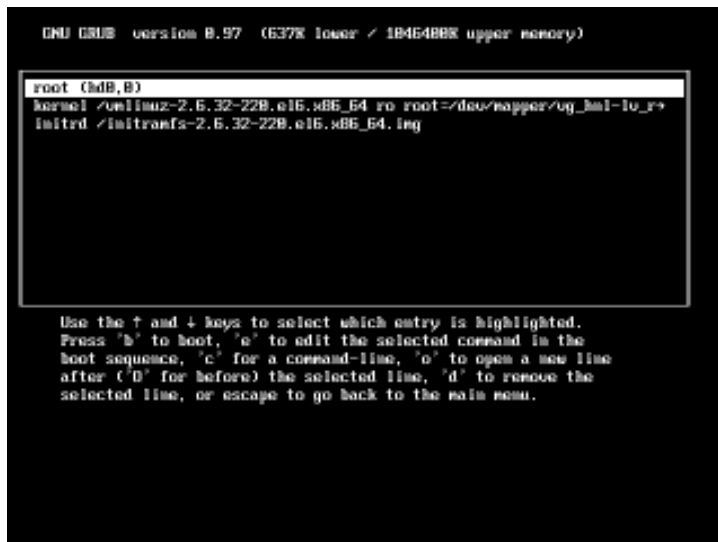 GNU GRUB version 0.97 (637K lower / 1046400K upper memory)
root (hd0,0)
kernel /vmlinuz-2.6.32-220.el6.x86_64 ro root=/dev/mapper/vg_hnl-lv_r→
initrd /initramfs-2.6.32-220.el6.x86_64.img
Use the ↑ and ↓ keys to select which entry is highlighted.
Press 'b' to boot, 'e' to edit the selected command in the
boot sequence, 'c' for a command-line, 'o' to open a new line
after ('O' for before) the selected line, 'd' to remove the
selected line, or escape to go back to the main menu.